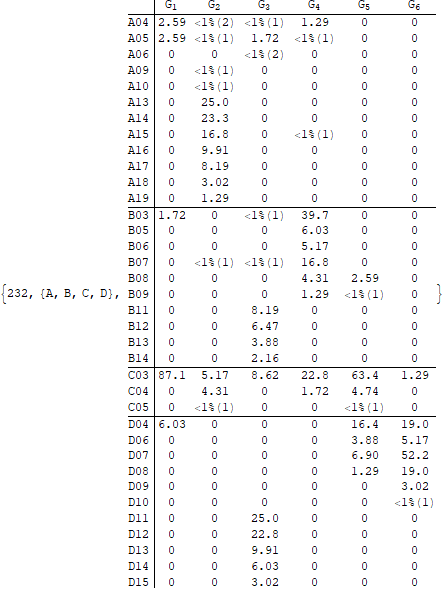 G1 G2 G3 G4 G5 G6
A04 2.59 <1%(2) <1%(1) 1.29 0 0
A05 2.59 <1%(1) 1.72 <1%(1) 0 0
A06 0 0 <1%(2) 0 0 0
A09 0 <1%(1) 0 0 0 0
A10 0 <1%(1) 0 0 0 0
A13 0 25.0 0 0 0 0
A14 0 23.3 0 0 0 0
A15 0 16.8 0 <1%(1) 0 0
A16 0 9.91 0 0 0 0
A17 0 8.19 0 0 0 0
A18 0 3.02 0 0 0 0
A19 0 1.29 0 0 0 0
B03 1.72 0 <1%(1) 39.7 0 0
B05 0 0 0 6.03 0 0
B06 0 0 0 5.17 0 0
B07 0 <1%(1) <1%(1) 16.8 0 0
B08 0 0 0 4.31 2.59 0
{232, {A, B, C, D}, B09 0 0 0 1.29 <1%(1) 0 }
B11 0 0 8.19 0 0 0
B12 0 0 6.47 0 0 0
B13 0 0 3.88 0 0 0
B14 0 0 2.16 0 0 0
C03 87.1 5.17 8.62 22.8 63.4 1.29
C04 0 4.31 0 1.72 4.74 0
C05 0 <1%(1) 0 0 <1%(1) 0
D04 6.03 0 0 0 16.4 19.0
D06 0 0 0 0 3.88 5.17
D07 0 0 0 0 6.90 52.2
D08 0 0 0 0 1.29 19.0
D09 0 0 0 0 0 3.02
D10 0 0 0 0 0 <1%(1)
D11 0 0 25.0 0 0 0
D12 0 0 22.8 0 0 0
D13 0 0 9.91 0 0 0
D14 0 0 6.03 0 0 0
D15 0 0 3.02 0 0 0